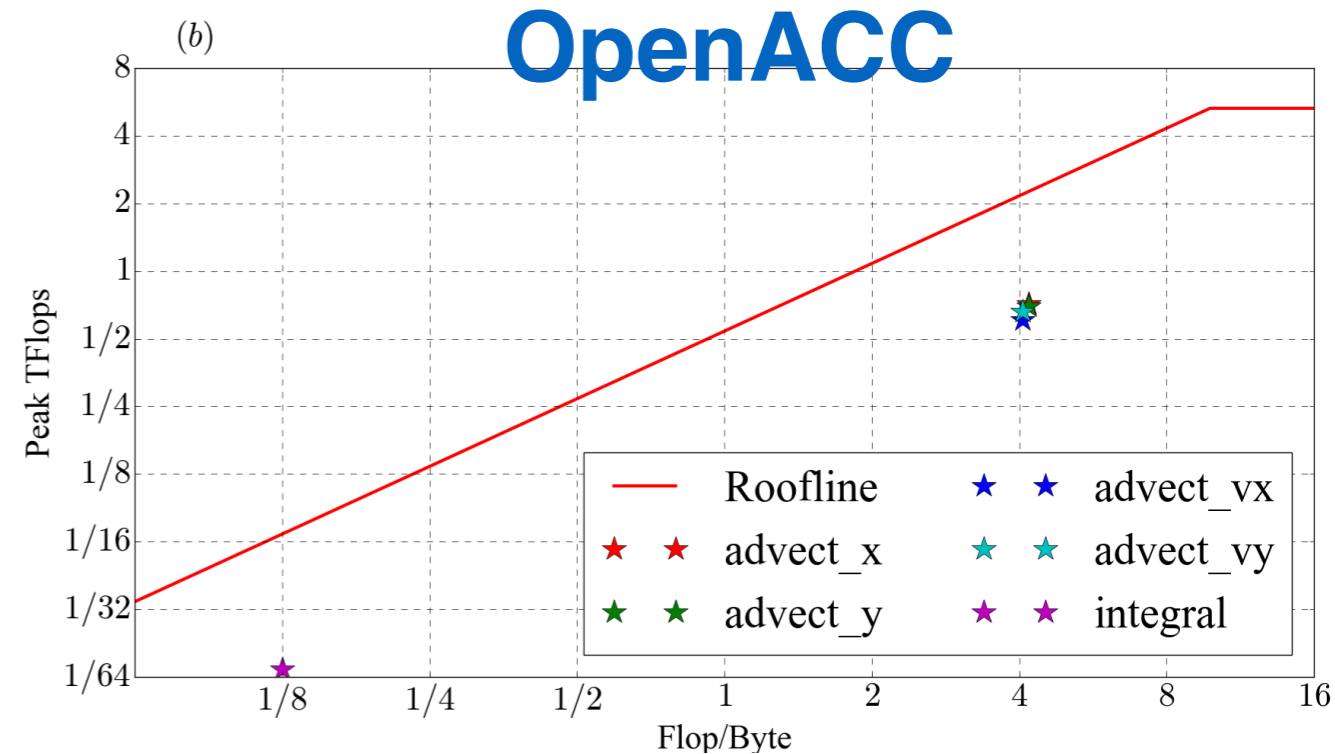 (b)
OpenACC
8
4
2
1
1/2
1/4
1/8
1/16
1/32
1/64
Peak TFlops
Roofline
advect_x
advect_y
advect_vx
advect_vy
integral
1/8 1/4 1/2 1 2 4 8 16
Flop/Byte